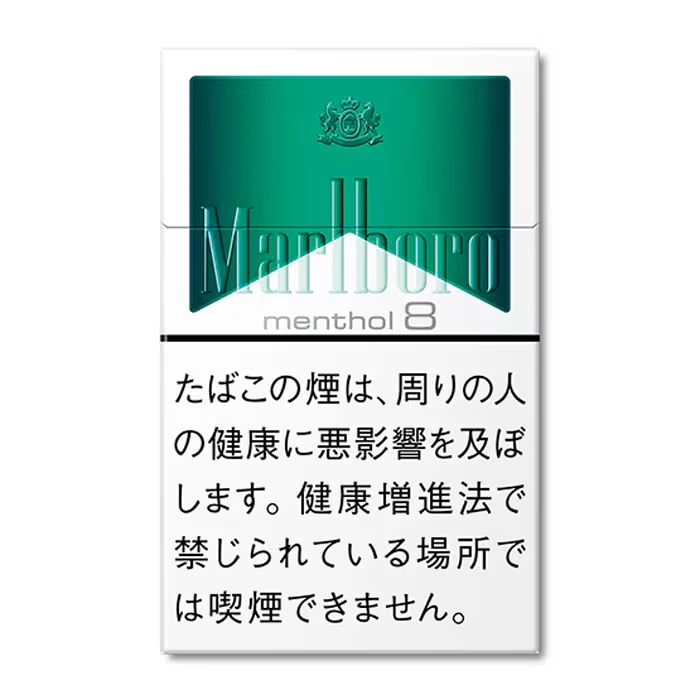 Marlboro
menthol 8
たばこの煙は、周りの人
の健康に悪影響を及ぼ
します。健康増進法で
禁じられている場所で
は喫煙できません。